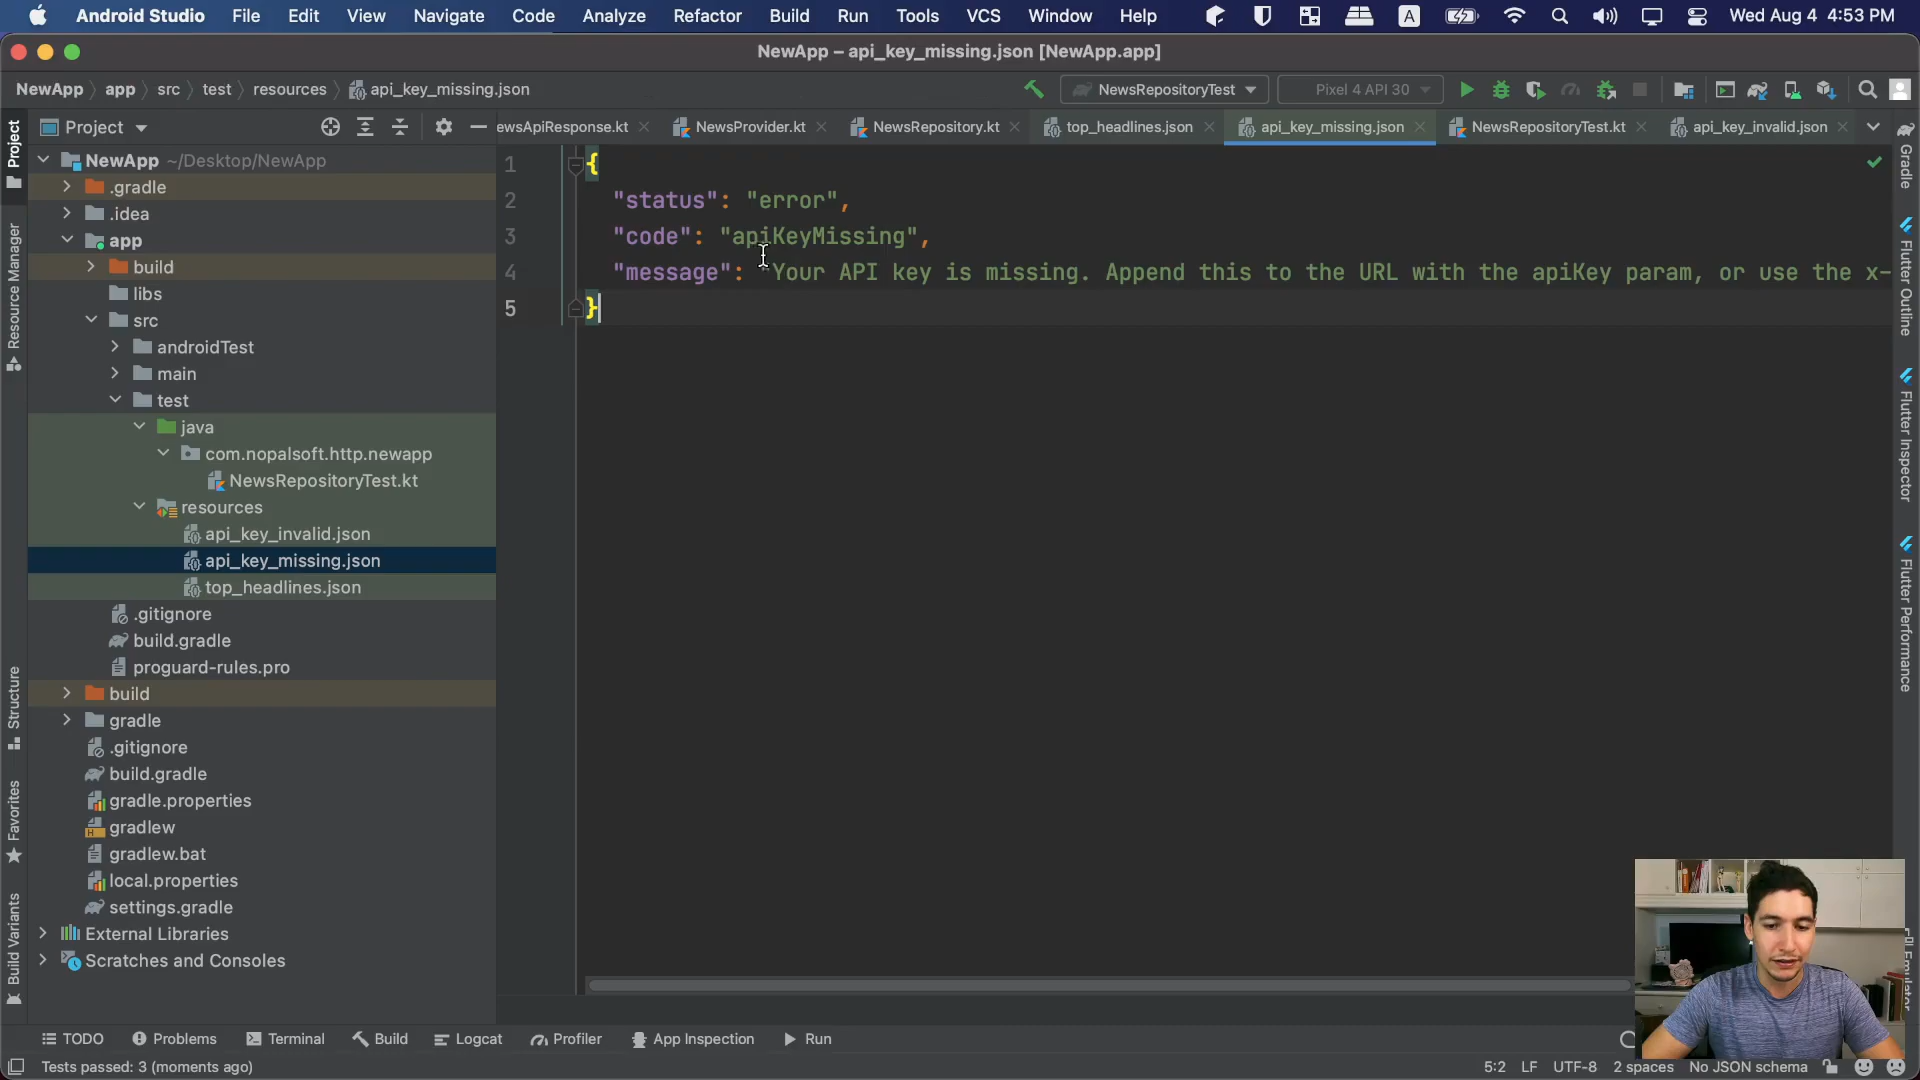 Android Studio File Edit View Navigate Code Analyze Refactor Build Run Tools VCS Window Help A Wed Aug 4 4:53 PM
NewApp – api_key_missing.json [NewApp.app]
NewApp app src test resources api_key_missing.json NewsRepositoryTest Pixel 4 API 30
Project ewsApiResponse.kt NewsProvider.kt NewsRepository.kt top_headlines.json api_key_missing.json NewsRepositoryTest.kt api_key_invalid.json
NewApp ~/Desktop/NewApp
.gradle
.idea
app
build
libs
src
androidTest
main
test
java
com.nopalsoft.http.newapp
NewsRepositoryTest.kt
resources
api_key_invalid.json
api_key_missing.json
top_headlines.json
.gitignore
build.gradle
proguard-rules.pro
build
gradle
.gitignore
build.gradle
gradle.properties
gradlew
gradlew.bat
local.properties
settings.gradle
External Libraries
Scratches and Consoles
1 {
2 "status": "error",
3 "code": "apiKeyMissing",
4 "message": "Your API key is missing. Append this to the URL with the apiKey param, or use the x-
5 }
Project
Resource Manager
Structure
Favorites
Build Variants
Gradle
Flutter Outline
Flutter Inspector
Flutter Performance
Emulator
TODO Problems Terminal Build Logcat Profiler App Inspection Run
Tests passed: 3 (moments ago) 5:2 LF UTF-8 2 spaces No JSON schema